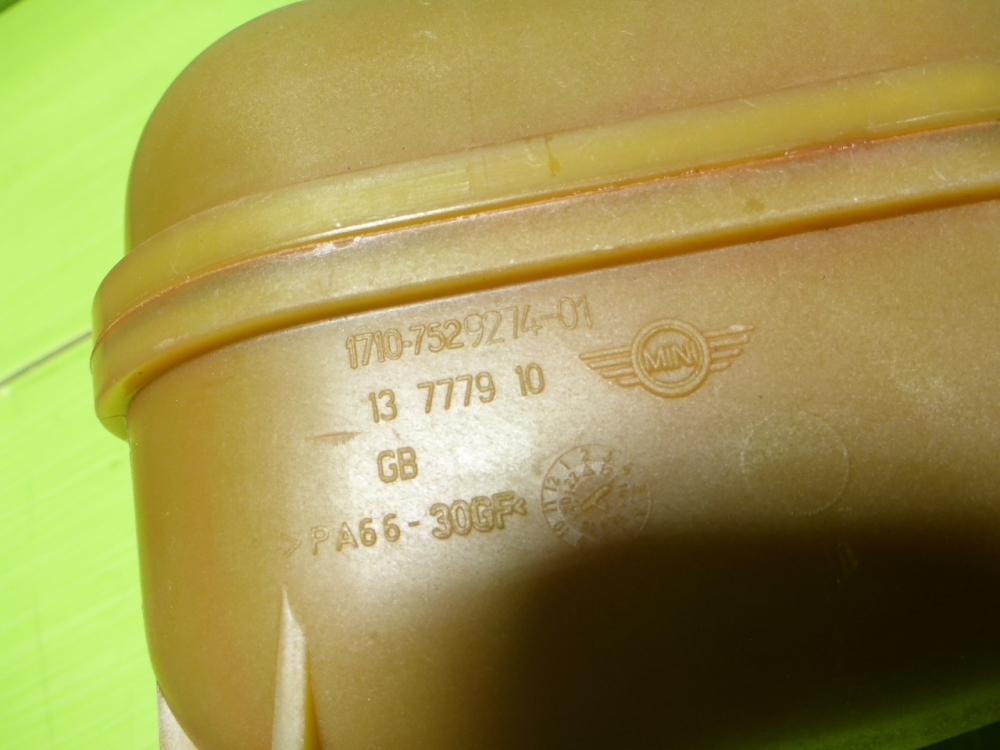 1710-7529274-01
MINI
13 7779 10
GB
>PA66-30GF<